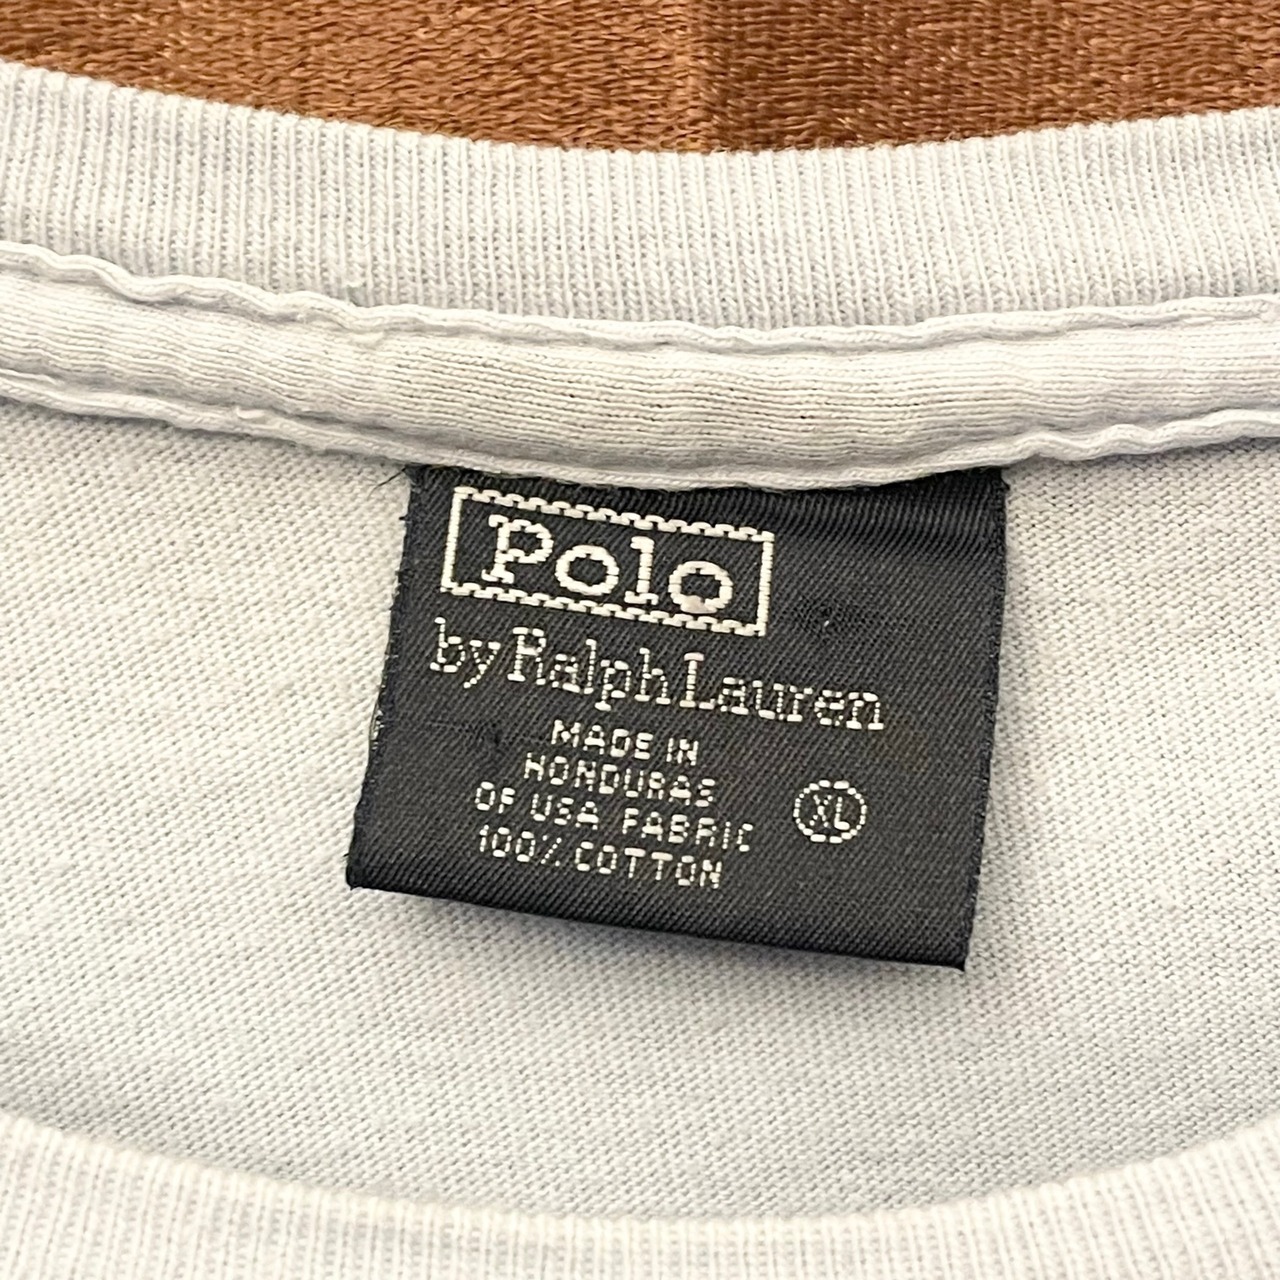 Polo
by Ralph Lauren
MADE IN
HONDURAS
OF USA FABRIC
100% COTTON
XL